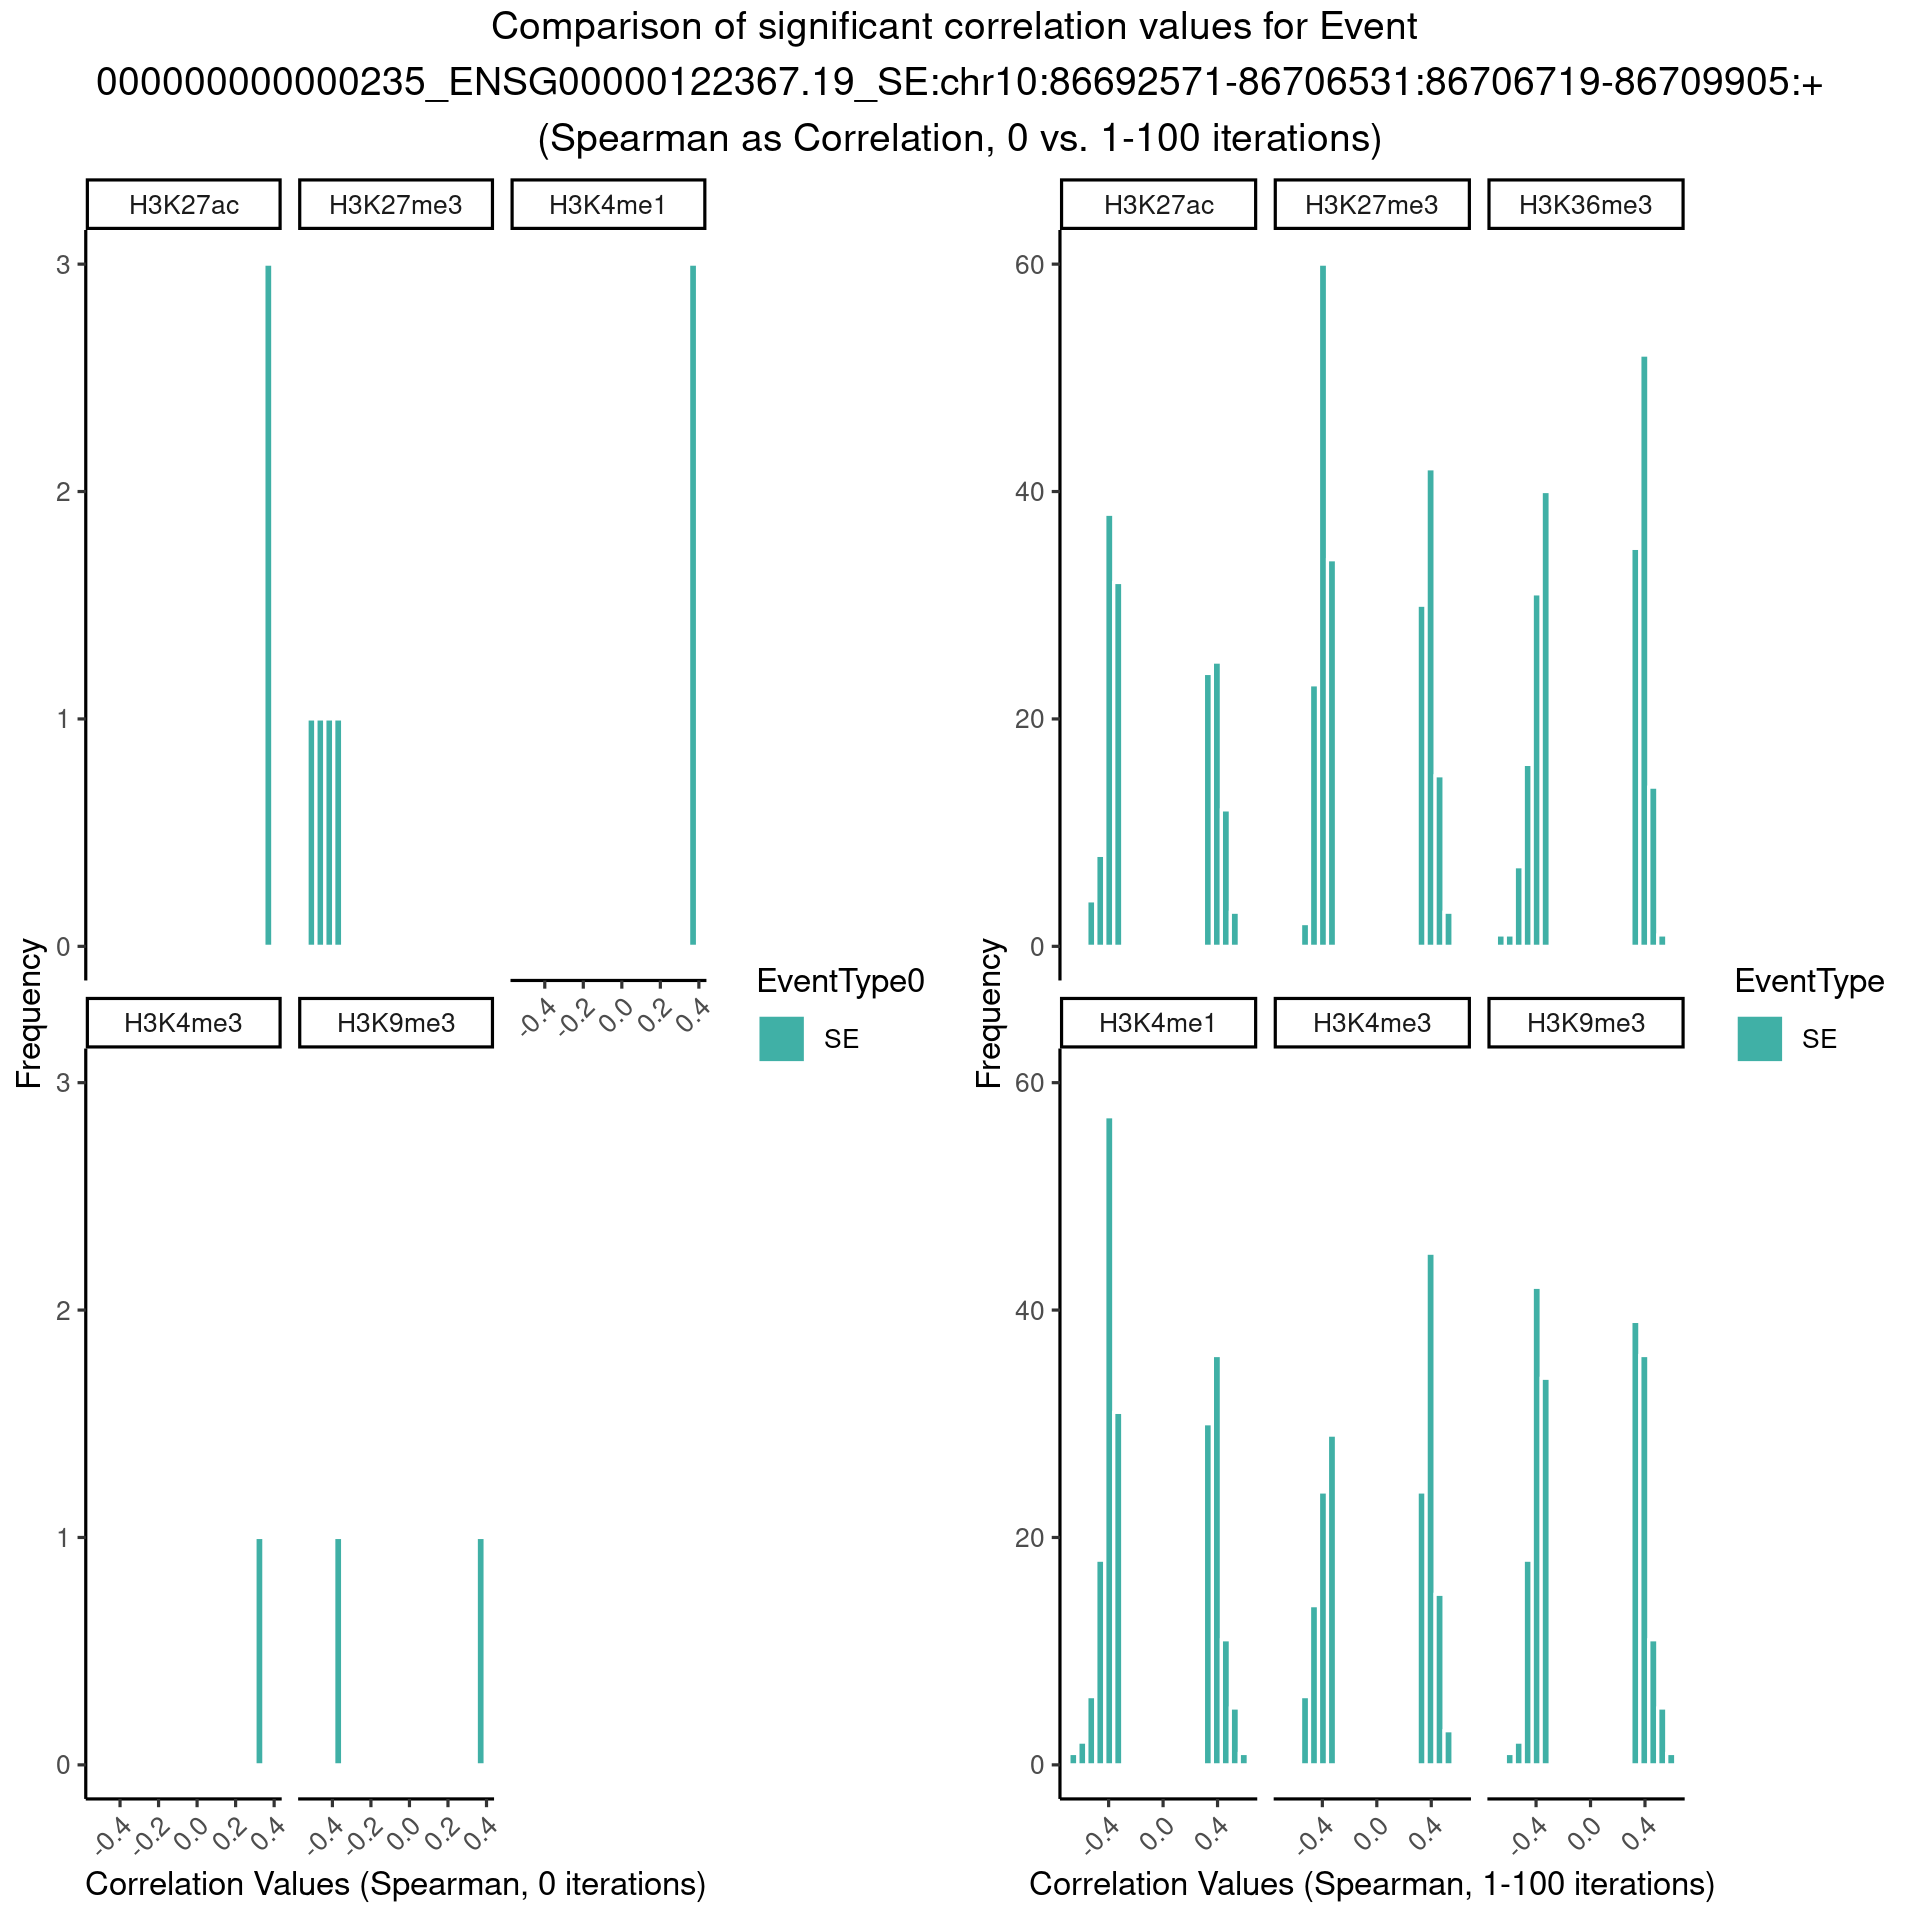 Comparison of significant correlation values for Event
000000000000235_ENSG00000122367.19_SE:chr10:86692571-86706531:86706719-86709905:+
(Spearman as Correlation, 0 vs. 1-100 iterations)
H3K27ac H3K27me3 H3K4me1
3
2
1
0
-0.4 -0.2 0.0 0.2 0.4
H3K4me3 H3K9me3
3
2
1
0
-0.4 -0.2 0.0 0.2 0.4 -0.4 -0.2 0.0 0.2 0.4
Frequency
Correlation Values (Spearman, 0 iterations)
EventType0
SE
H3K27ac H3K27me3 H3K36me3
60
40
20
0
H3K4me1 H3K4me3 H3K9me3
60
40
20
0
-0.4 0.0 0.4 -0.4 0.0 0.4 -0.4 0.0 0.4
Frequency
Correlation Values (Spearman, 1-100 iterations)
EventType
SE